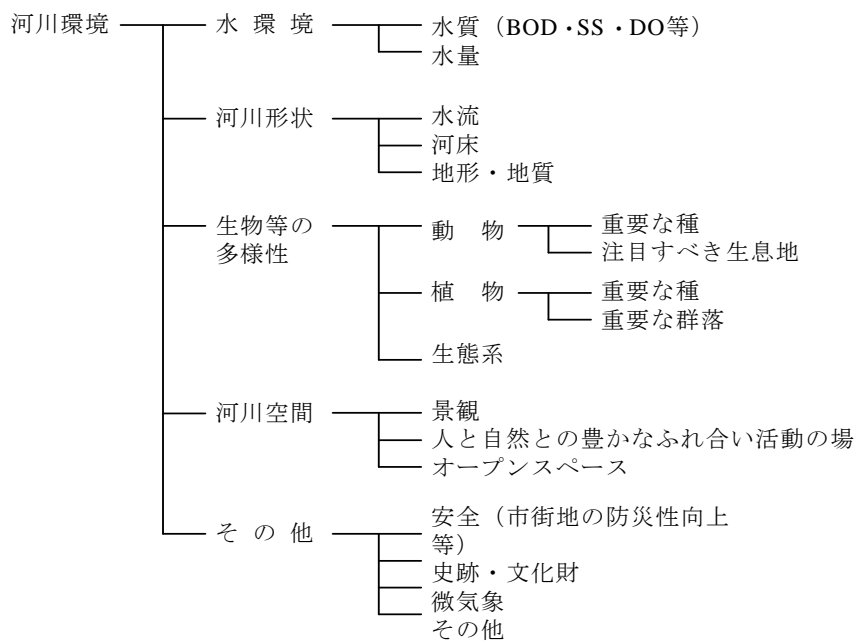 河川環境 水環境 水質（BOD・SS・DO等）
水量
河川形状 水流
河床
地形・地質
生物等の多様性 動物 重要な種
注目すべき生息地
植物 重要な種
重要な群落
生態系
河川空間 景観
人と自然との豊かなふれ合い活動の場
オープンスペース
その他 安全（市街地の防災性向上
等）
史跡・文化財
微気象
その他